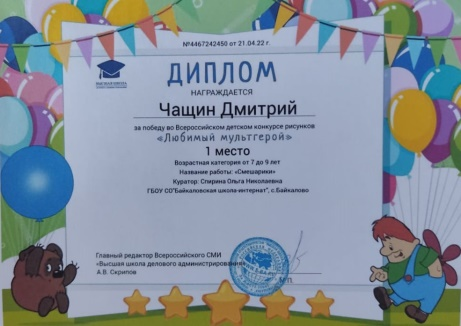 №4467242450 от 21.04.22 г.
ДИПЛОМ
НАГРАЖДАЕТСЯ
Чащин Дмитрий
за победу во Всероссийском детском конкурсе рисунков
«Любимый мультгерой»
1 место
Возрастная категория от 7 до 9 лет
Название работы: «Смешарики»
Куратор: Спирина Ольга Николаевна
ГБОУ СО"Байкаловская школа-интернат", с.Байкалово
Главный редактор Всероссийского СМИ
«Высшая школа делового администрирования»
А.В. Скрипов
М.П.